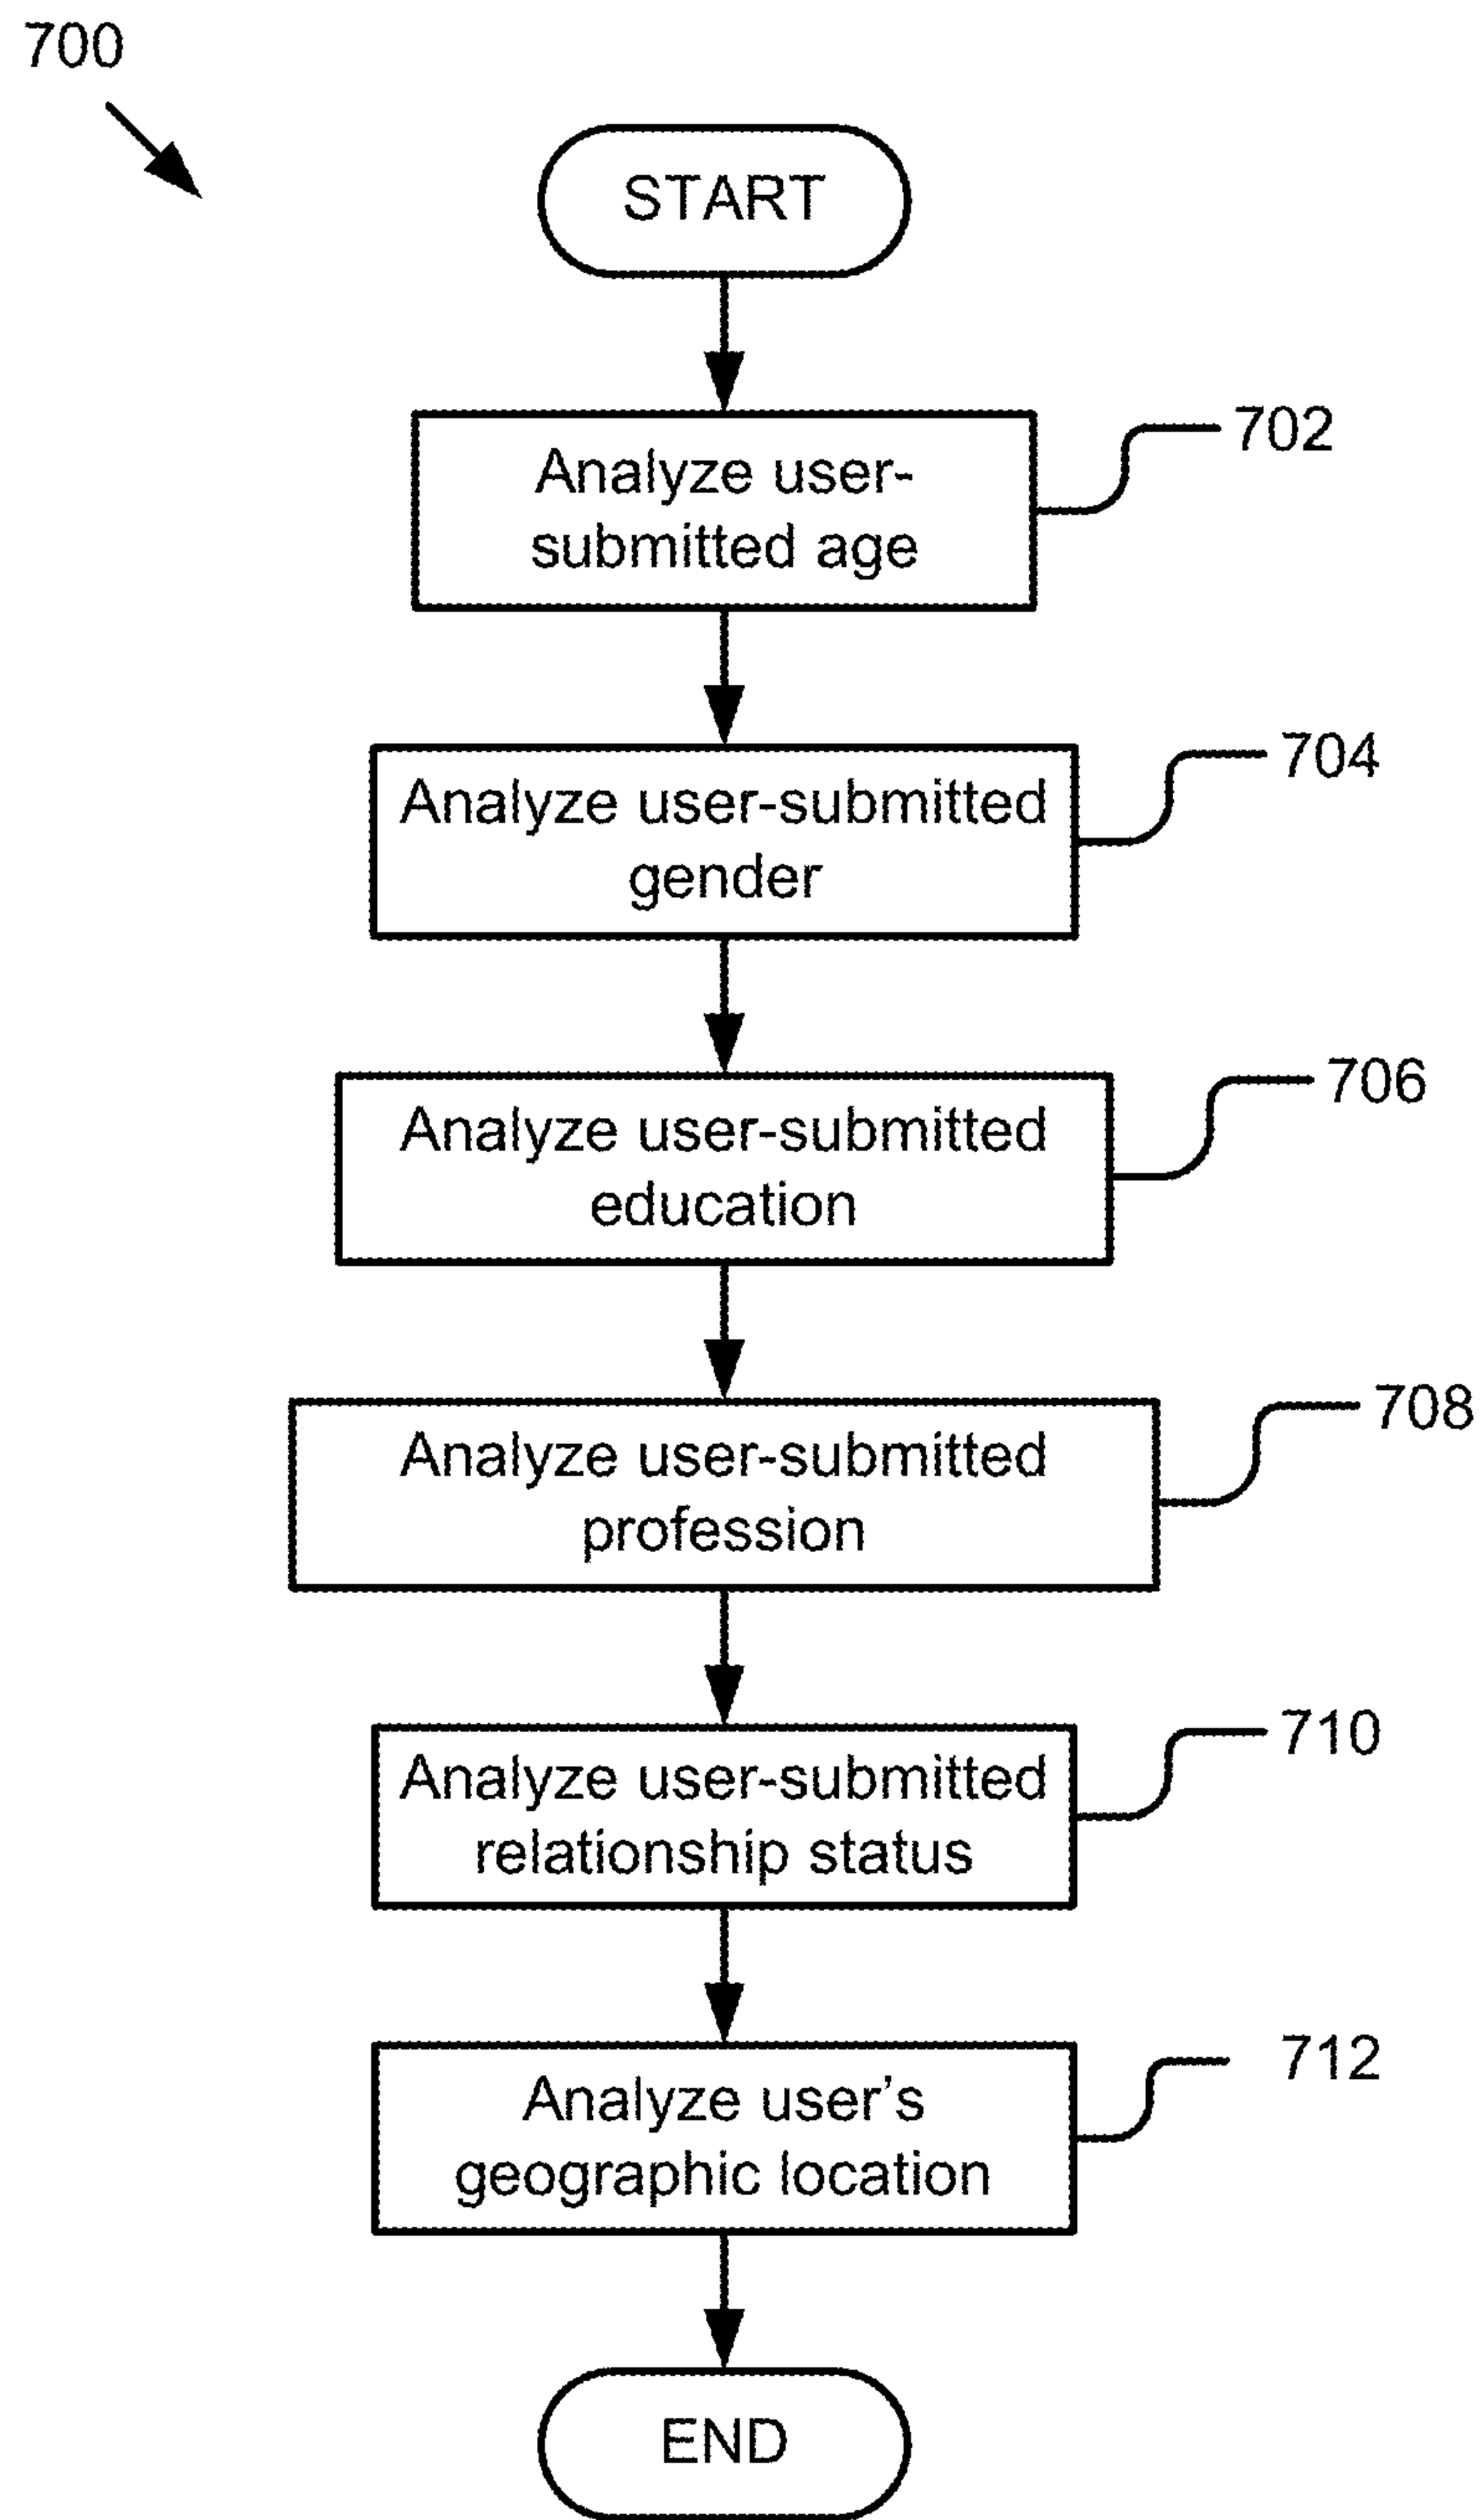 700
START
702
Analyze user-
submitted age
704
Analyze user-submitted
gender
706
Analyze user-submitted
education
708
Analyze user-submitted
profession
710
Analyze user-submitted
relationship status
712
Analyze user’s
geographic location
END